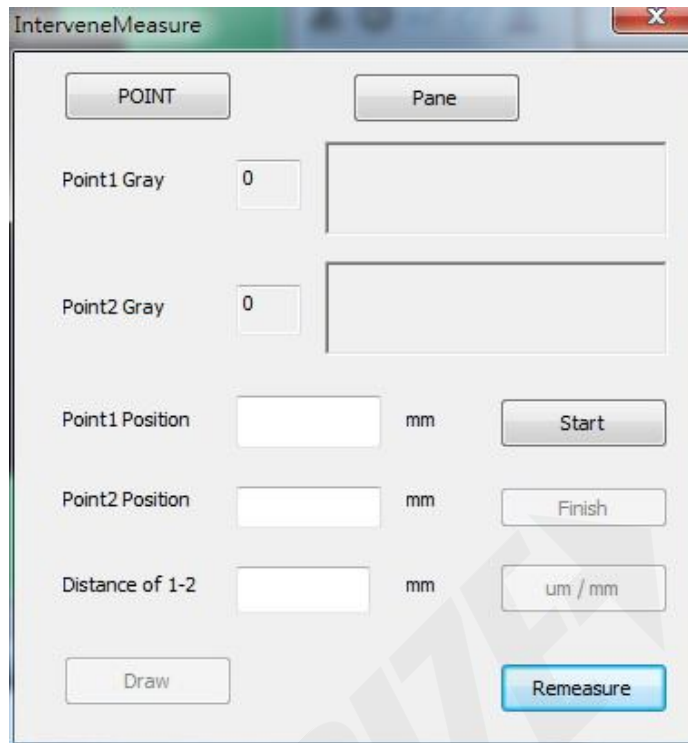 InterveneMeasure
X
POINT Pane
Point1 Gray 0
Point2 Gray 0
Point1 Position mm Start
Point2 Position mm Finish
Distance of 1-2 mm um / mm
Draw Remeasure